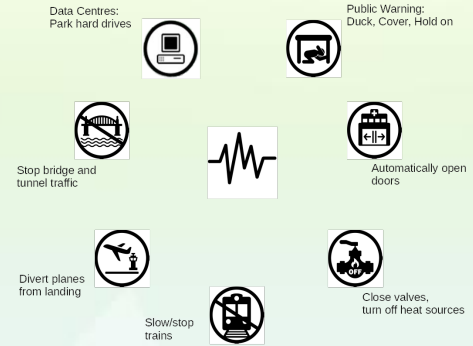 Data Centres:
Park hard drives
Public Warning:
Duck, Cover, Hold on
Stop bridge and
tunnel traffic
Automatically open
doors
Divert planes
from landing
OFF
Close valves,
turn off heat sources
Slow/stop
trains